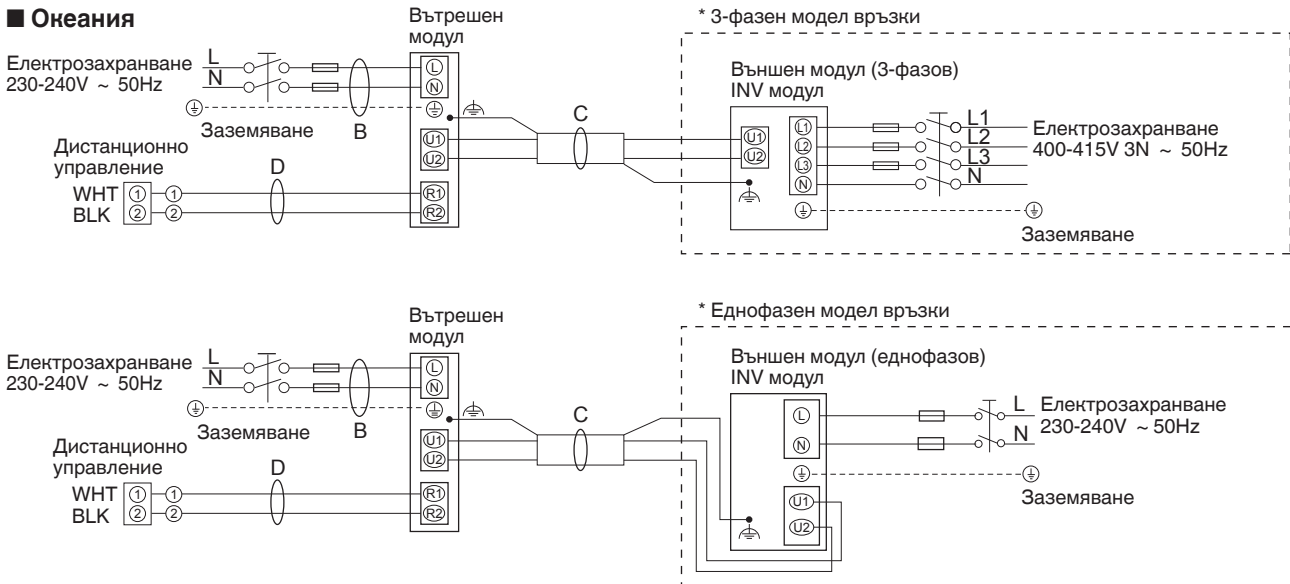 ■ Океания
Вътрешен
модул
* 3-фазен модел връзки
Електрозахранване
230-240V ~ 50Hz
L
N
L
N
Външен модул (3-фазов)
INV модул
Заземяване
B
C
U1
U2
U1
U2
L1
L2
L3
N
L1
L2
L3
N
Електрозахранване
400-415V 3N ~ 50Hz
Дистанционно
управление
D
WHT 1 1
BLK 2 2
R1
R2
Заземяване
Вътрешен
модул
* Еднофазен модел връзки
Електрозахранване
230-240V ~ 50Hz
L
N
L
N
Външен модул (еднофазов)
INV модул
L
N
L
N
Електрозахранване
230-240V ~ 50Hz
Заземяване
B
C
U1
U2
Дистанционно
управление
D
WHT 1 1
BLK 2 2
R1
R2
Заземяване
U1
U2